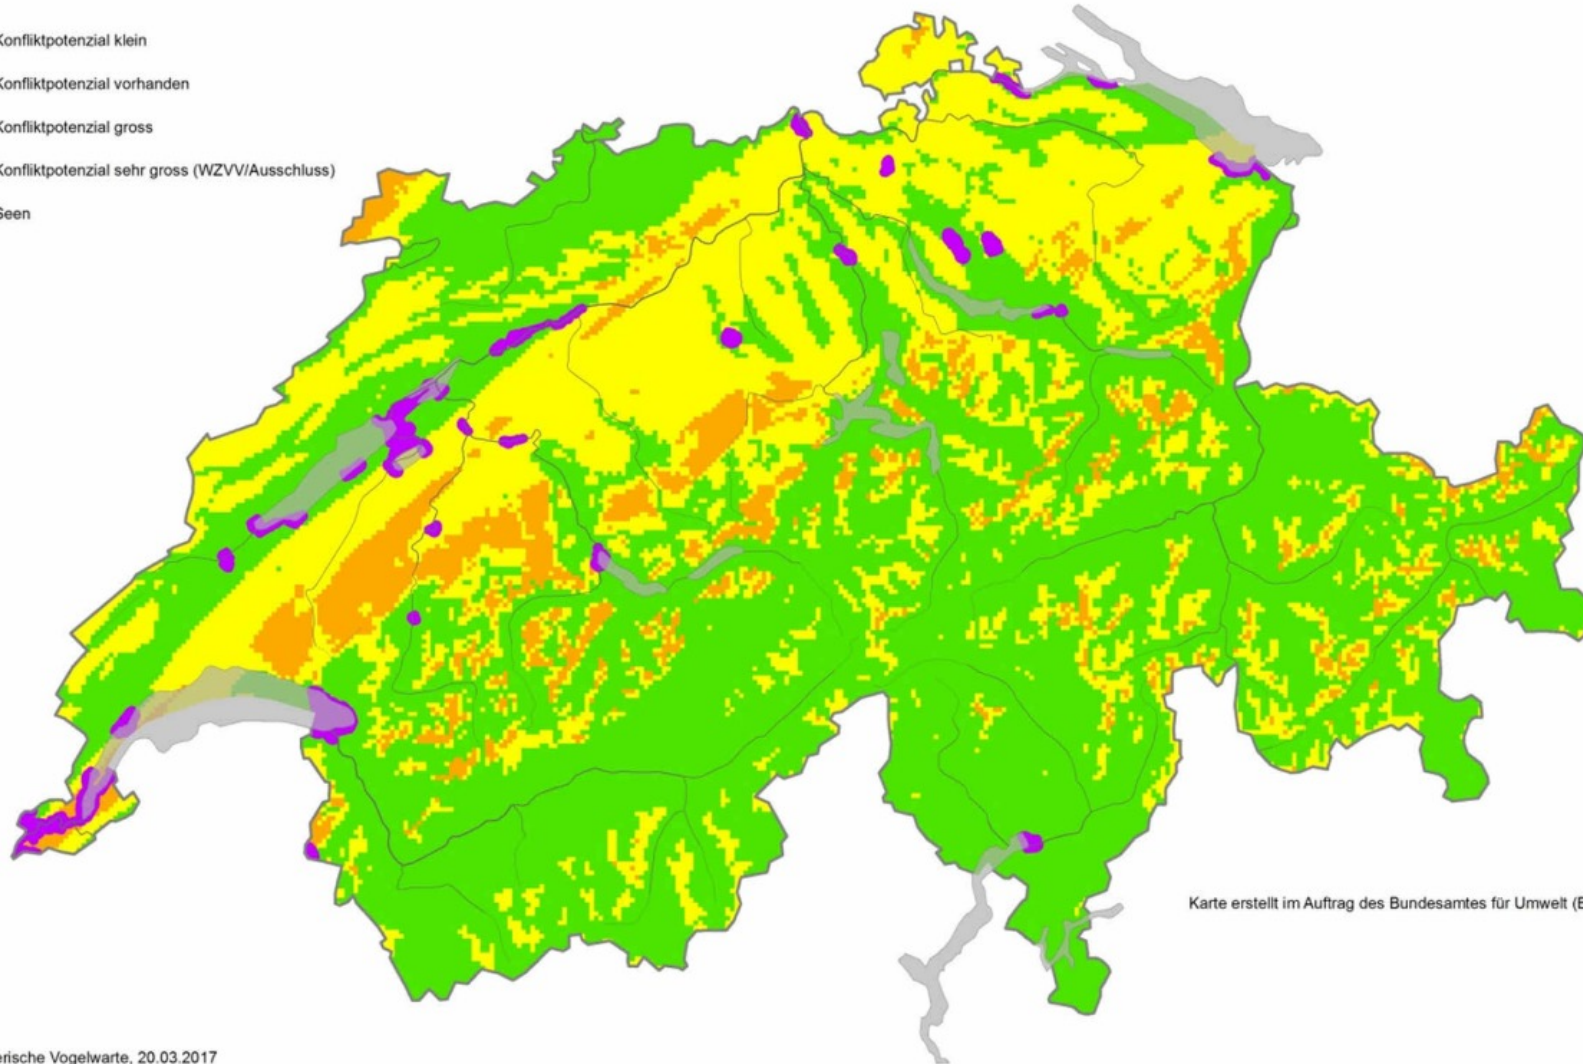 Konfliktpotenzial klein
Konfliktpotenzial vorhanden
Konfliktpotenzial gross
Konfliktpotenzial sehr gross (WZVV/Ausschluss)
Seen
Karte erstellt im Auftrag des Bundesamtes für Umwelt (B
erische Vogelwarte, 20.03.2017